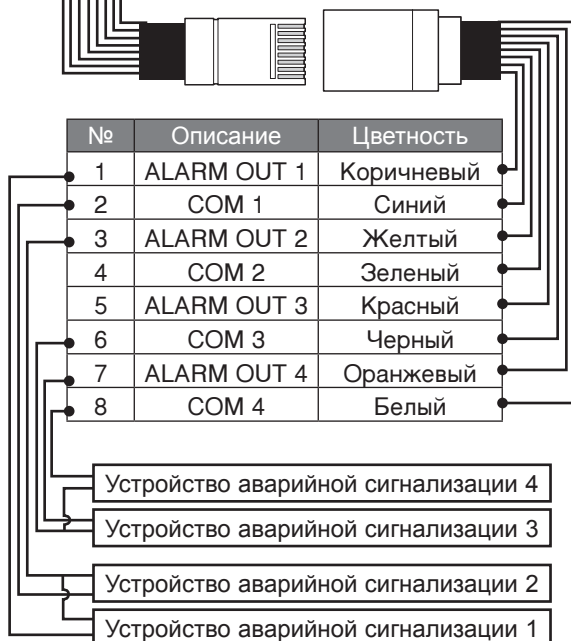 № Описание Цветность
1 ALARM OUT 1 Коричневый
2 COM 1 Синий
3 ALARM OUT 2 Желтый
4 COM 2 Зеленый
5 ALARM OUT 3 Красный
6 COM 3 Черный
7 ALARM OUT 4 Оранжевый
8 COM 4 Белый
Устройство аварийной сигнализации 4
Устройство аварийной сигнализации 3
Устройство аварийной сигнализации 2
Устройство аварийной сигнализации 1